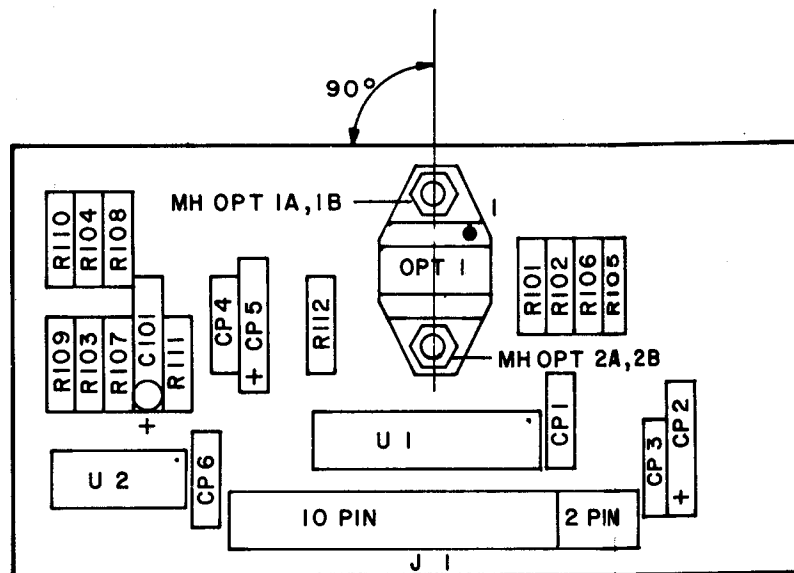 90°
MH OPT 1A,1B
1
R110
R104
R108
OPT 1
R101
R102
R106
R105
CP4
+ CP5
R112
R109
R103
R107
C101
R111
+
MH OPT 2A,2B
U 1
CP1
CP3
+ CP2
U 2
CP6
10 PIN
2 PIN
J 1